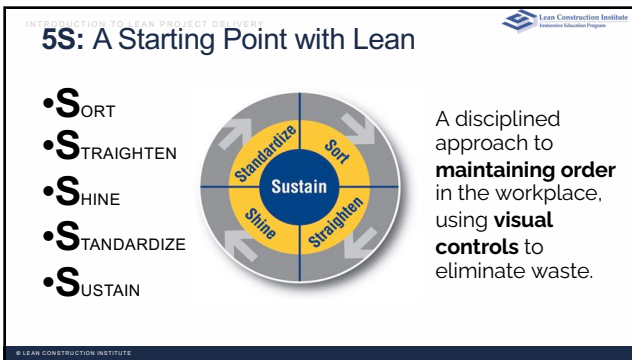 INTRODUCTION TO LEAN PROJECT DELIVERY
5S: A Starting Point with Lean
Lean Construction Institute
Immersive Education Program
•SORT
•STRAIGHTEN
•SHINE
•STANDARDIZE
•SUSTAIN
Standardize
Sort
Sustain
Shine
Straighten
A disciplined
approach to
maintaining order
in the workplace,
using visual
controls to
eliminate waste.
© LEAN CONSTRUCTION INSTITUTE